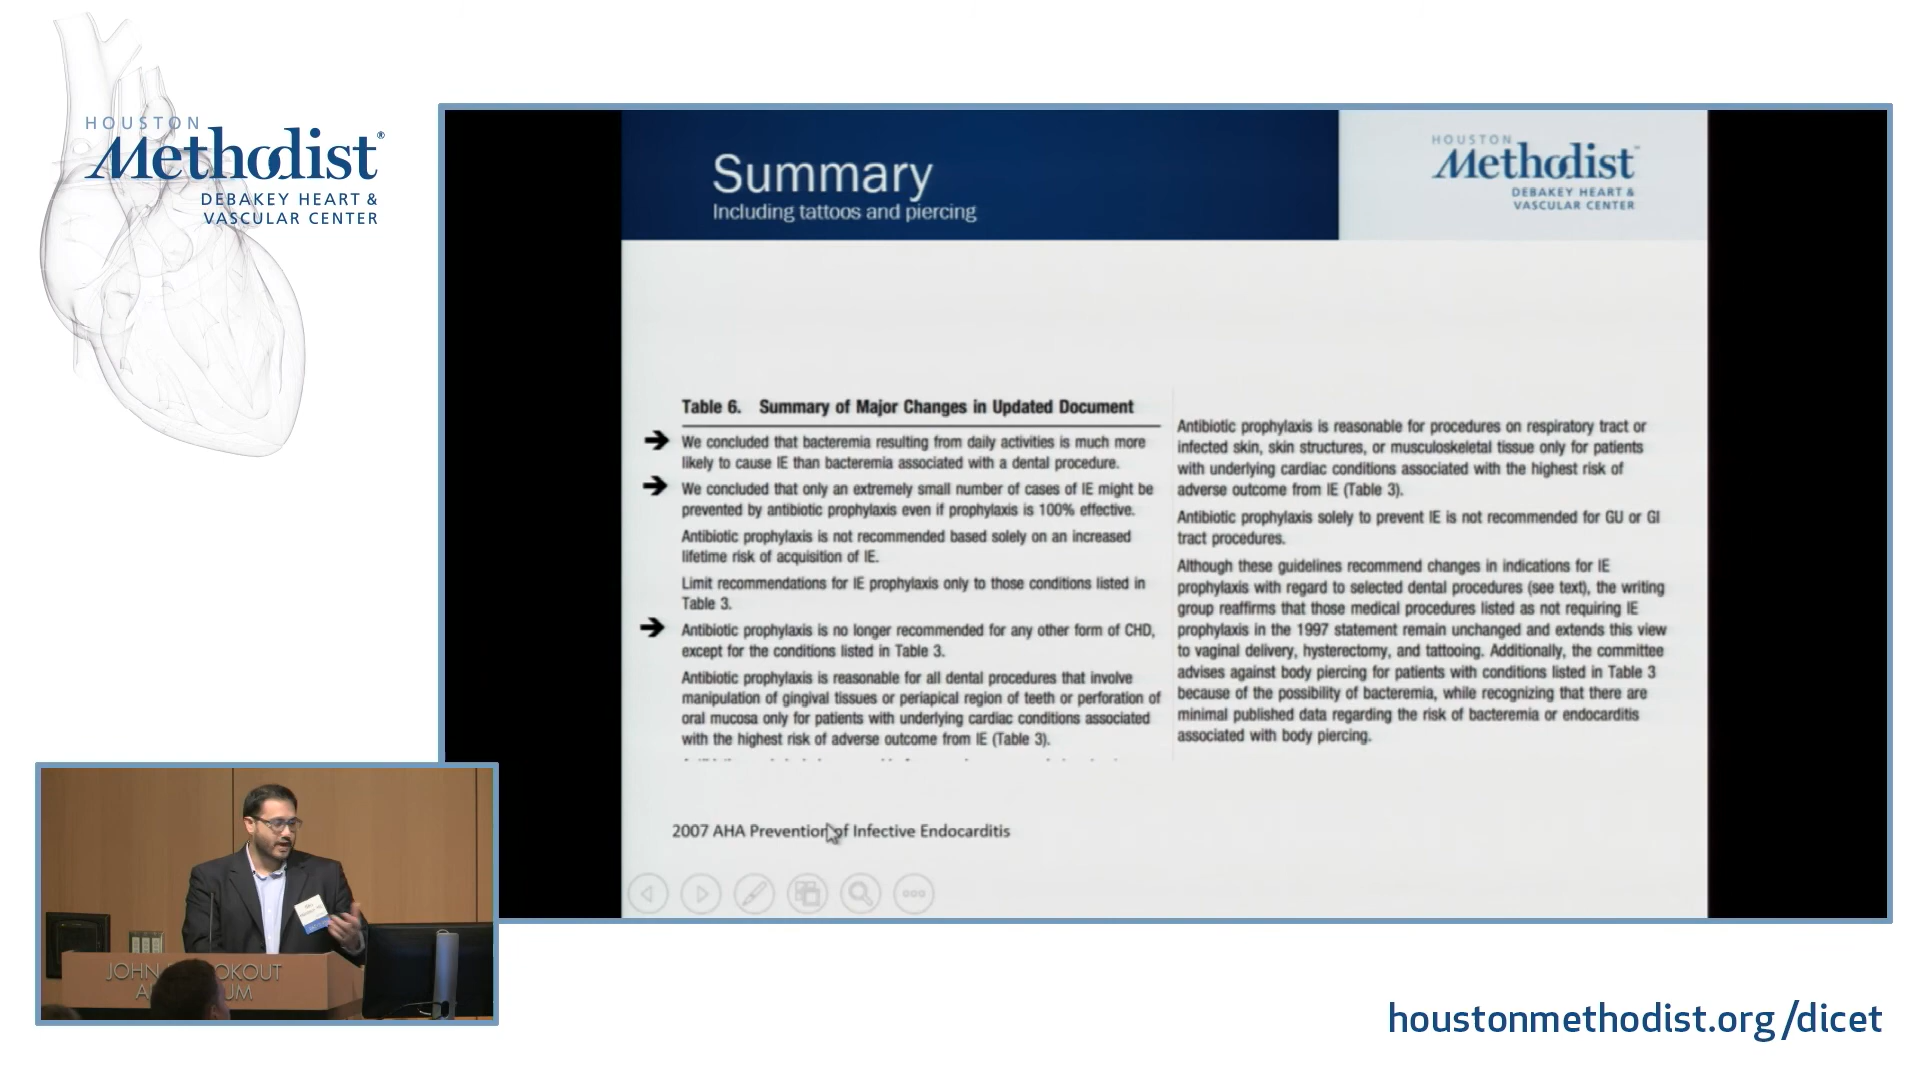 HOUSTON
Methodist®
DEBAKEY HEART &
VASCULAR CENTER
Summary
Including tattoos and piercing
HOUSTON
Methodist™
DEBAKEY HEART &
VASCULAR CENTER
Table 6. Summary of Major Changes in Updated Document
We concluded that bacteremia resulting from daily activities is much more
likely to cause IE than bacteremia associated with a dental procedure.
We concluded that only an extremely small number of cases of IE might be
prevented by antibiotic prophylaxis even if prophylaxis is 100% effective.
Antibiotic prophylaxis is not recommended based solely on an increased
lifetime risk of acquisition of IE.
Limit recommendations for IE prophylaxis only to those conditions listed in
Table 3.
Antibiotic prophylaxis is no longer recommended for any other form of CHD,
except for the conditions listed in Table 3.
Antibiotic prophylaxis is reasonable for all dental procedures that involve
manipulation of gingival tissues or periapical region of teeth or perforation of
oral mucosa only for patients with underlying cardiac conditions associated
with the highest risk of adverse outcome from IE (Table 3).
Antibiotic prophylaxis is reasonable for procedures on respiratory tract or
infected skin, skin structures, or musculoskeletal tissue only for patients
with underlying cardiac conditions associated with the highest risk of
adverse outcome from IE (Table 3).
Antibiotic prophylaxis solely to prevent IE is not recommended for GU or GI
tract procedures.
Although these guidelines recommend changes in indications for IE
prophylaxis with regard to selected dental procedures (see text), the writing
group reaffirms that those medical procedures listed as not requiring IE
prophylaxis in the 1997 statement remain unchanged and extends this view
to vaginal delivery, hysterectomy, and tattooing. Additionally, the committee
advises against body piercing for patients with conditions listed in Table 3
because of the possibility of bacteremia, while recognizing that there are
minimal published data regarding the risk of bacteremia or endocarditis
associated with body piercing.
2007 AHA Prevention of Infective Endocarditis
JOHN OKOUT
A UM
houstonmethodist.org/dicet